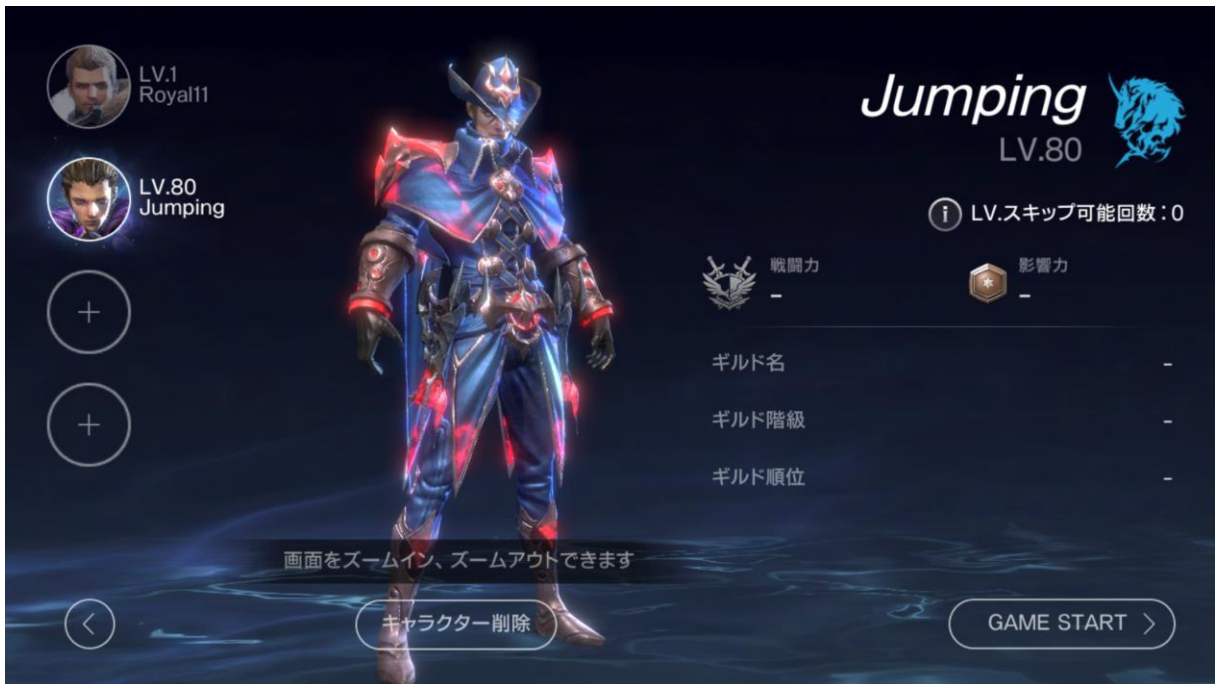 LV.1
Royal11
LV.80
Jumping
Jumping
LV.80
i LV.スキップ可能回数:0
戦闘力
-
影響力
-
ギルド名 -
ギルド階級 -
ギルド順位 -
画面をズームイン、ズームアウトできます
キャラクター削除
GAME START